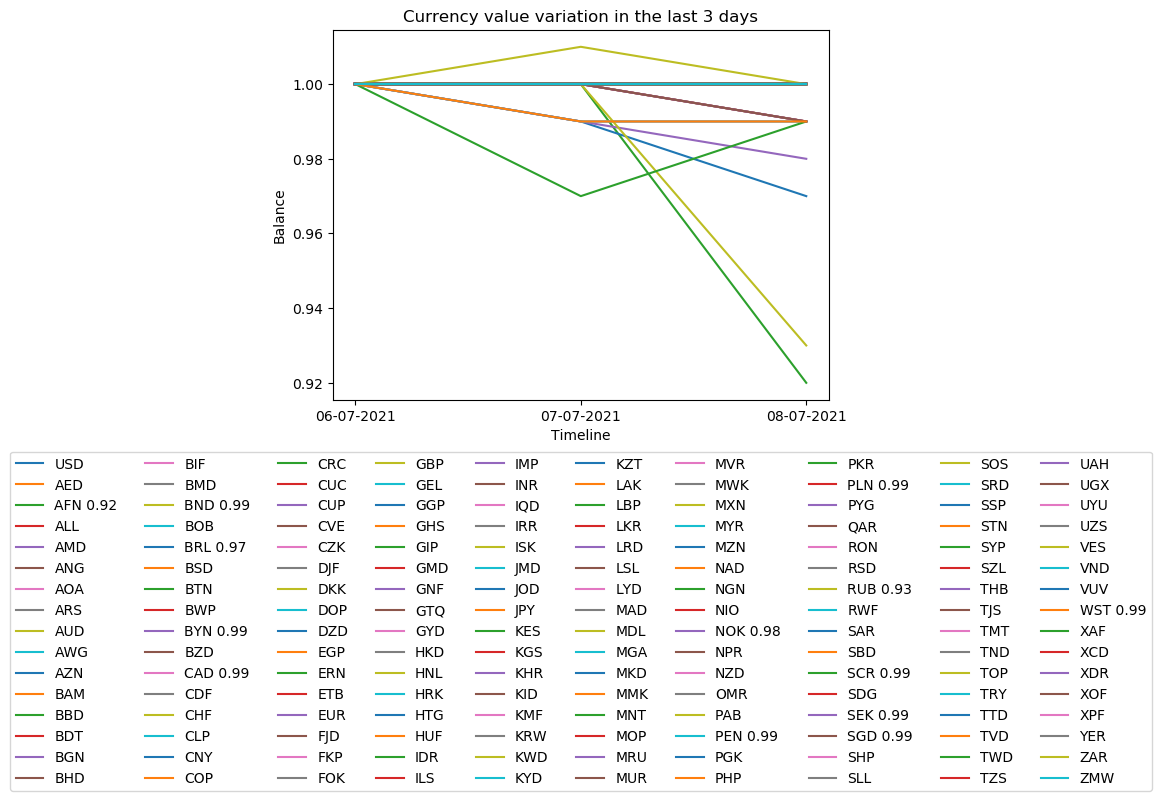 Currency value variation in the last 3 days
1.00
0.98
0.96
0.94
0.92
Balance
06-07-2021 07-07-2021 08-07-2021
Timeline
USD BIF CRC GBP IMP KZT MVR PKR SOS UAH
AED BMD CUC GEL INR LAK MWK PLN 0.99 SRD UGX
AFN 0.92 BND 0.99 CUP GGP IQD LBP MXN PYG SSP UYU
ALL BOB CVE GHS IRR LKR MYR QAR STN UZS
AMD BRL 0.97 CZK GIP ISK LRD MZN RON SYP VES
ANG BSD DJF GMD JMD LSL NAD RSD SZL VND
AOA BTN DKK GNF JOD LYD NGN RUB 0.93 THB VUV
ARS BWP DOP GTQ JPY MAD NIO RWF TJS WST 0.99
AUD BYN 0.99 DZD GYD KES MDL NOK 0.98 SAR TMT XAF
AWG BZD EGP HKD KGS MGA NPR SBD TND XCD
AZN CAD 0.99 ERN HNL KHR MKD NZD SCR 0.99 TOP XDR
BAM CDF ETB HRK KID MMK OMR SDG TRY XOF
BBD CHF EUR HTG KMF MNT PAB SEK 0.99 TTD XPF
BDT CLP FJD HUF KRW MOP PEN 0.99 SGD 0.99 TVD YER
BGN CNY FKP IDR KWD MRU PGK SHP TWD ZAR
BHD COP FOK ILS KYD MUR PHP SLL TZS ZMW